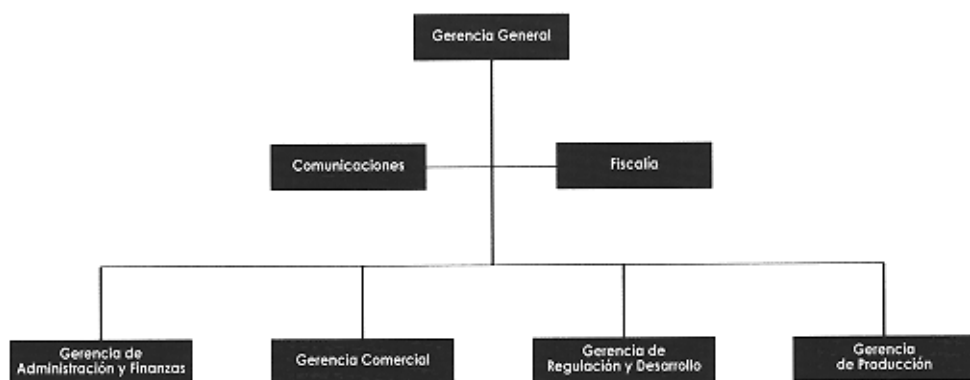 Gerencia General
Comunicaciones
Fiscalía
Gerencia de
Administración y Finanzas
Gerencia Comercial
Gerencia de
Regulación y Desarrollo
Gerencia
de Producción